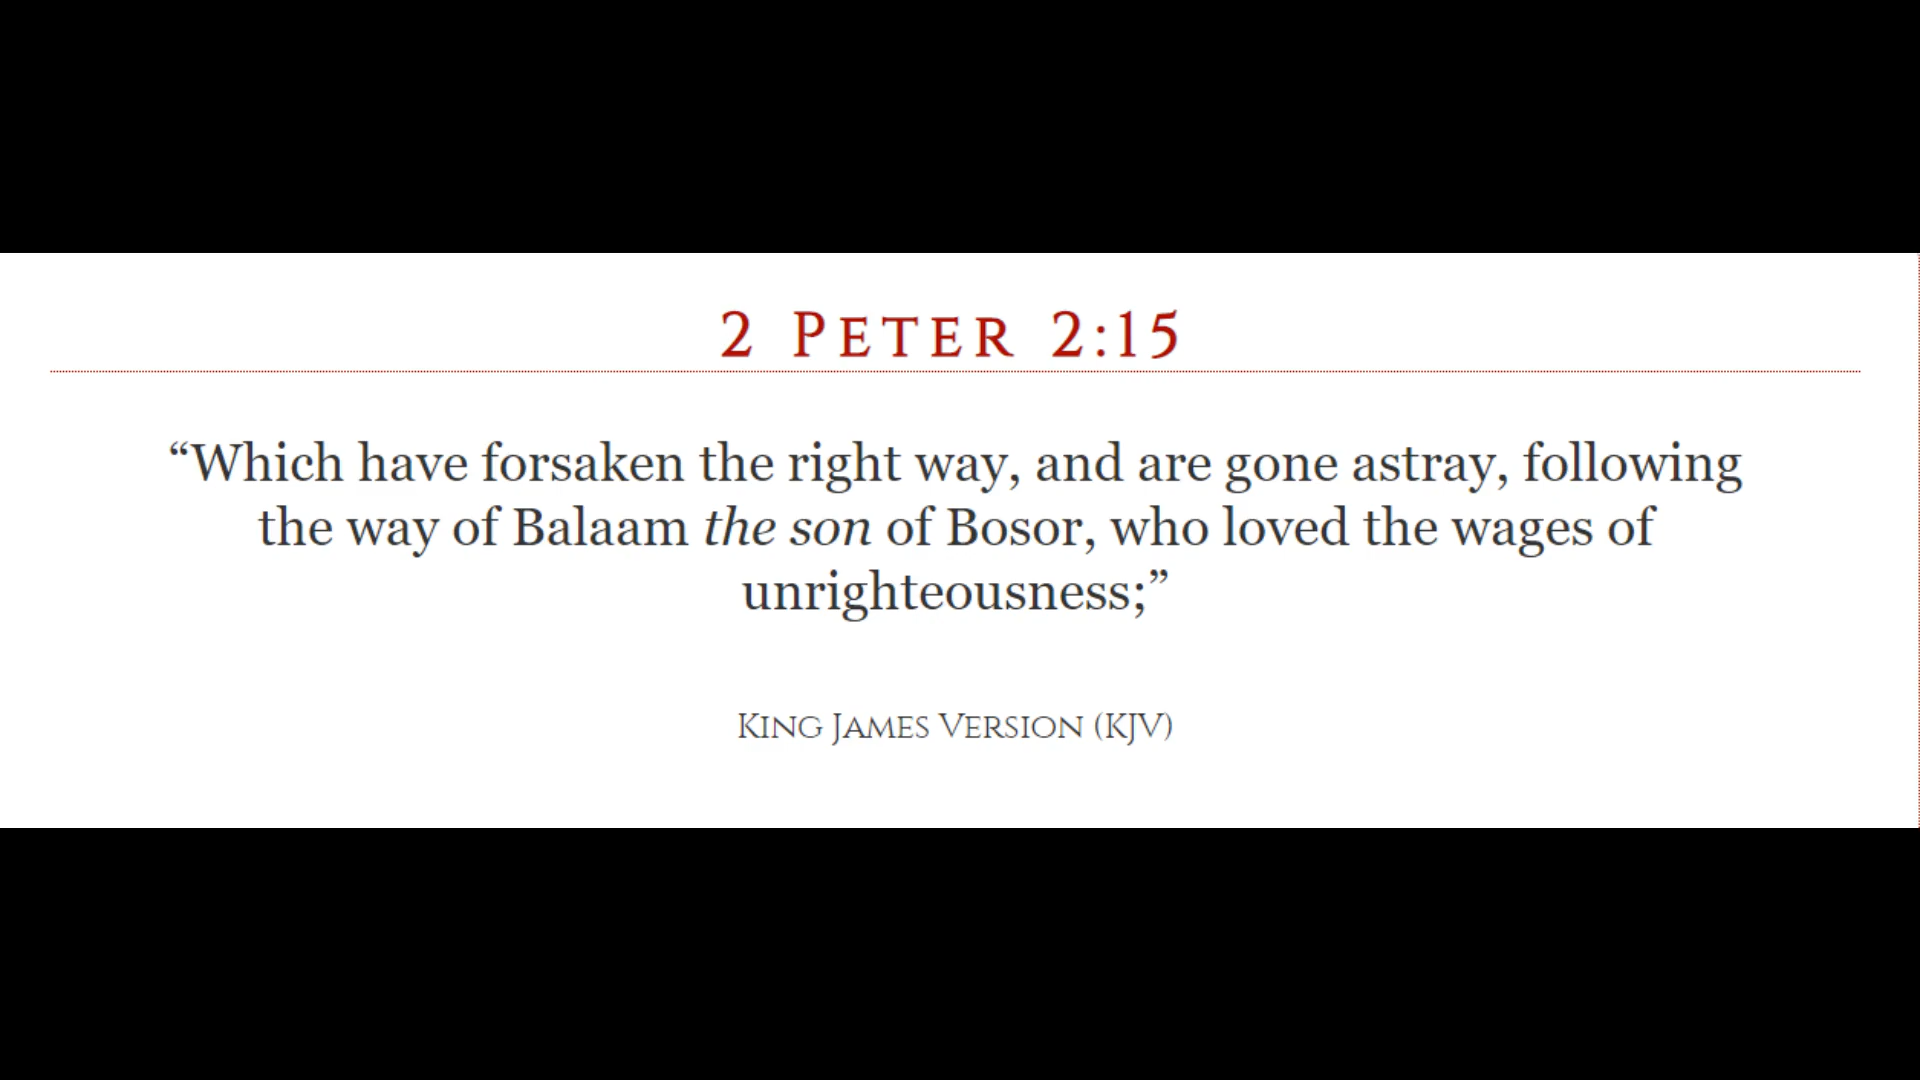 2 Peter 2:15
“Which have forsaken the right way, and are gone astray, following
the way of Balaam the son of Bosor, who loved the wages of
unrighteousness;”
King James Version (KJV)